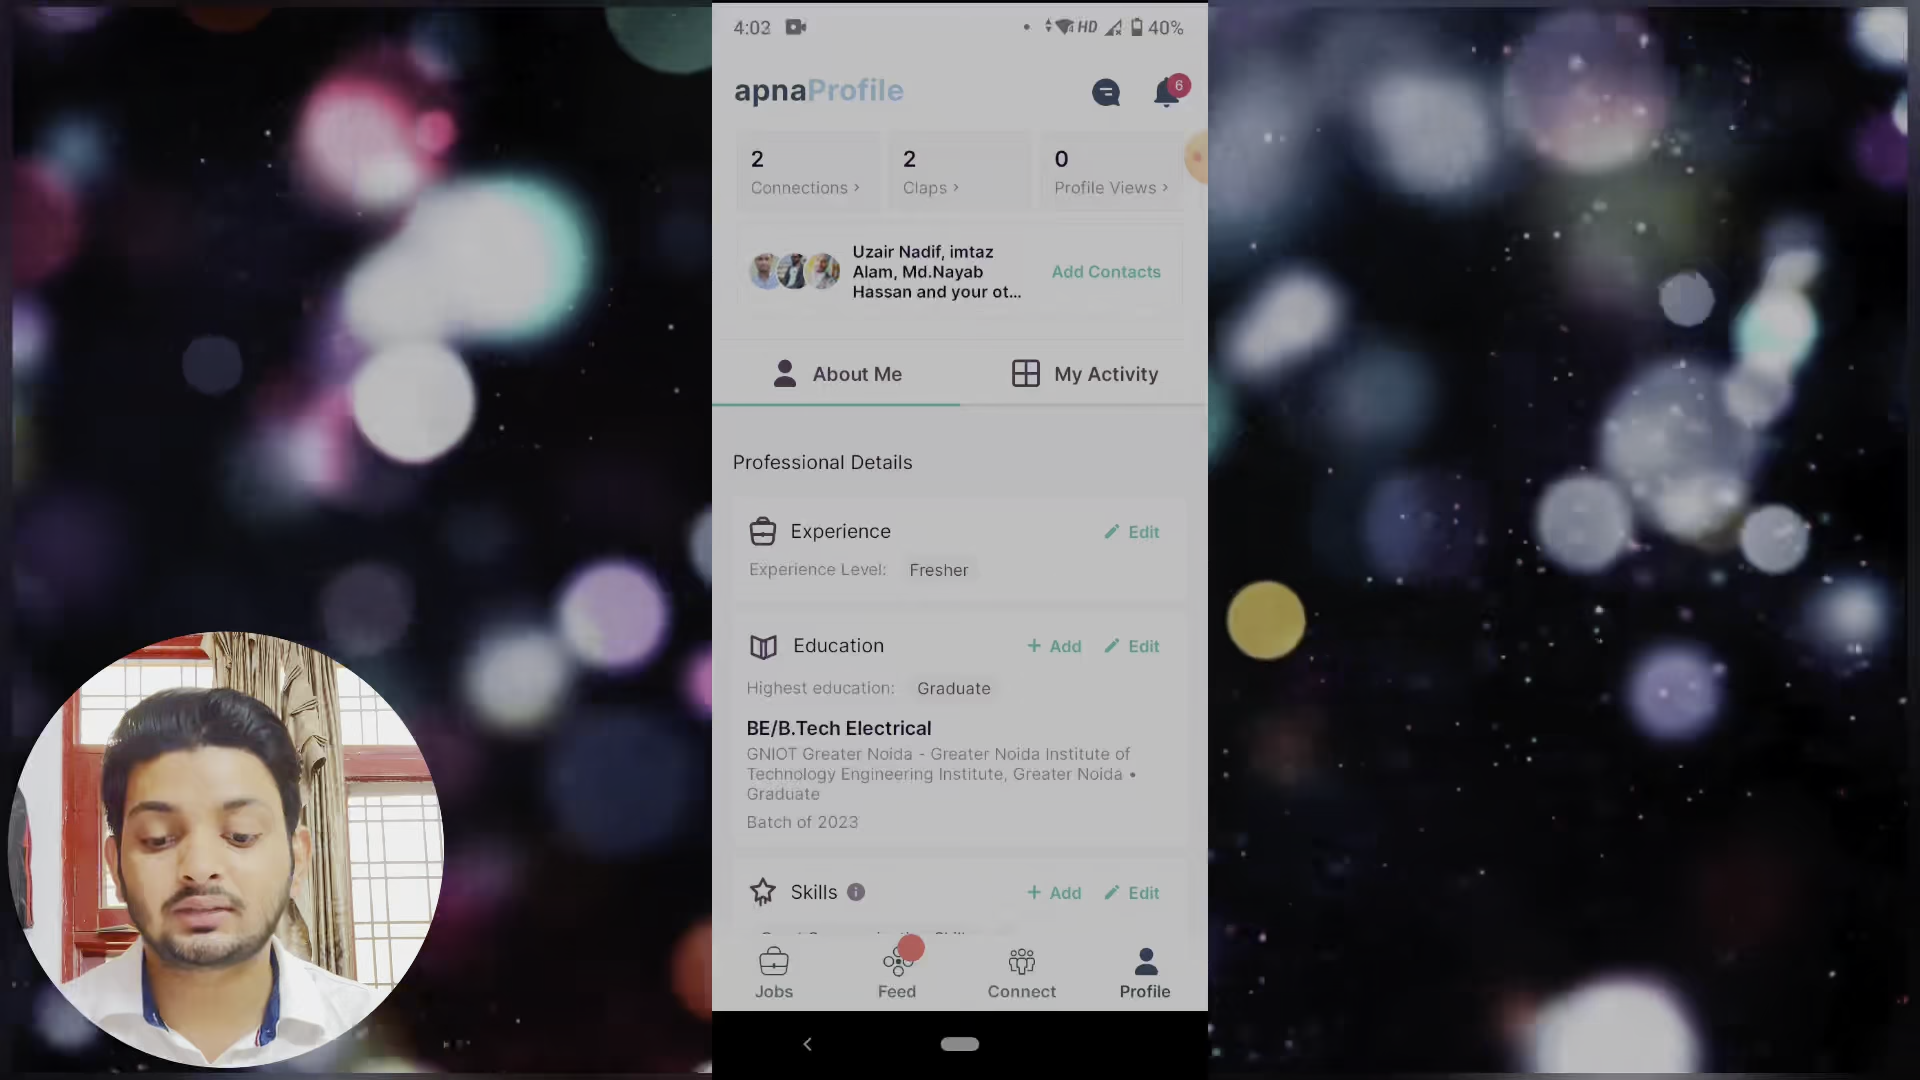 4:03
HD
40%
apnaProfile
6
2
2
0
Connections
Claps
Profile Views
Uzair Nadif, imtaz
Alam, Md.Nayab
Hassan and your ot...
Add Contacts
About Me
My Activity
Professional Details
Experience
Edit
Experience Level:
Fresher
Education
+ Add
Edit
Highest education:
Graduate
BE/B.Tech Electrical
GNIOT Greater Noida - Greater Noida Institute of
Technology Engineering Institute, Greater Noida •
Graduate
Batch of 2023
Skills
+ Add
Edit
Jobs
Feed
Connect
Profile